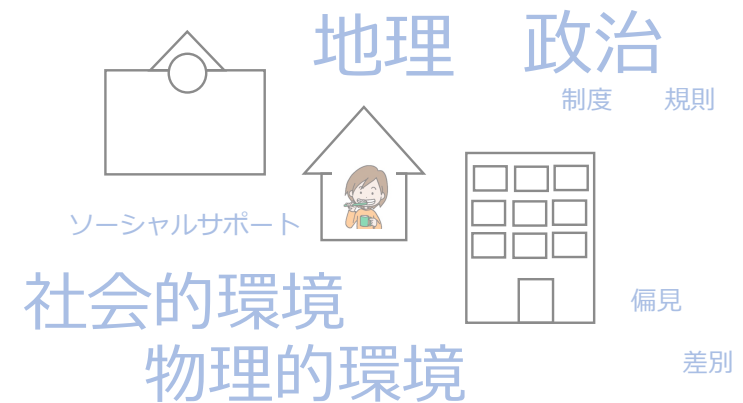 地理 政治
制度 規則
ソーシャルサポート
社会的環境
偏見
物理的環境
差別